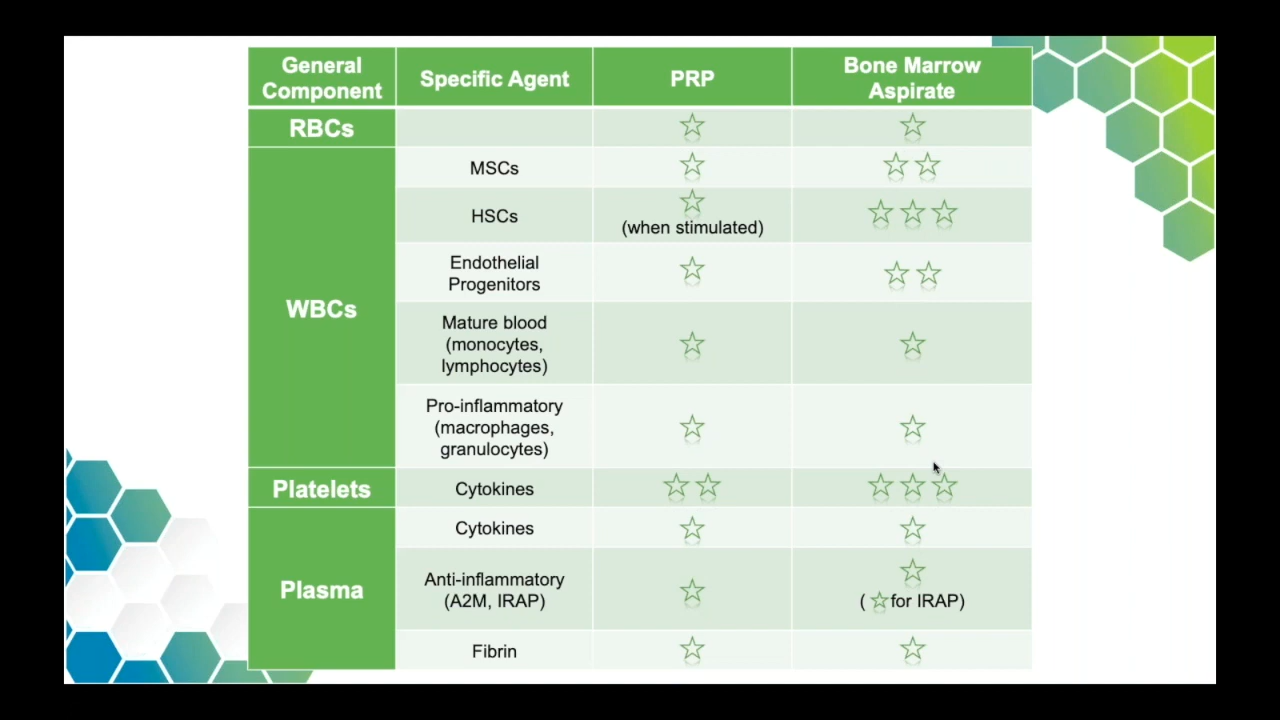 General
Component
Specific Agent
PRP
Bone Marrow
Aspirate
RBCs
☆
☆
WBCs
MSCs
☆
☆ ☆
HSCs
☆
(when stimulated)
☆ ☆ ☆
Endothelial
Progenitors
☆
☆ ☆
Mature blood
(monocytes,
lymphocytes)
☆
☆
Pro-inflammatory
(macrophages,
granulocytes)
☆
☆
Platelets
Cytokines
☆ ☆
☆ ☆ ☆
Plasma
Cytokines
☆
☆
Anti-inflammatory
(A2M, IRAP)
☆
☆
( ☆for IRAP)
Fibrin
☆
☆